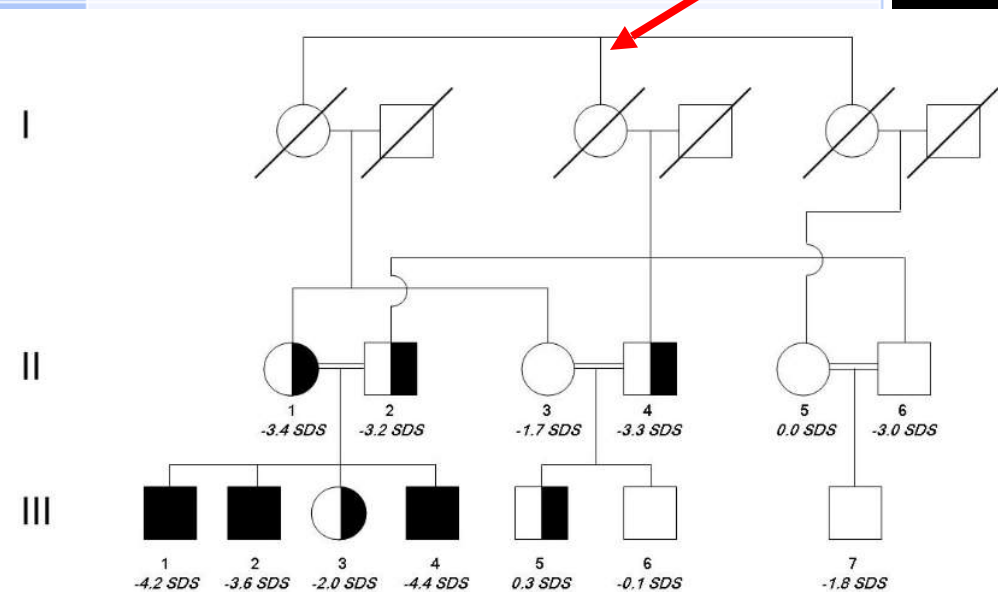 I
II
1 2 3 4 5 6
-3.4 SDS -3.2 SDS -1.7 SDS -3.3 SDS 0.0 SDS -3.0 SDS
III
1 2 3 4 5 6 7
-4.2 SDS -3.6 SDS -2.0 SDS -4.4 SDS 0.3 SDS -0.1 SDS -1.8 SDS